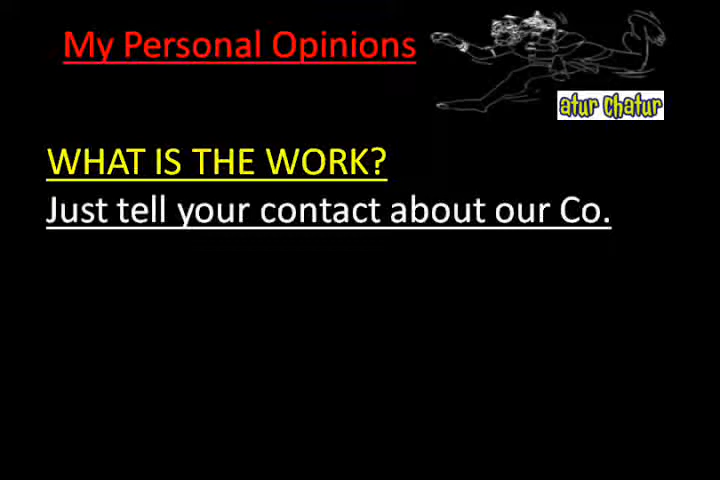 My Personal Opinions
atur Chatur
WHAT IS THE WORK?
Just tell your contact about our Co.